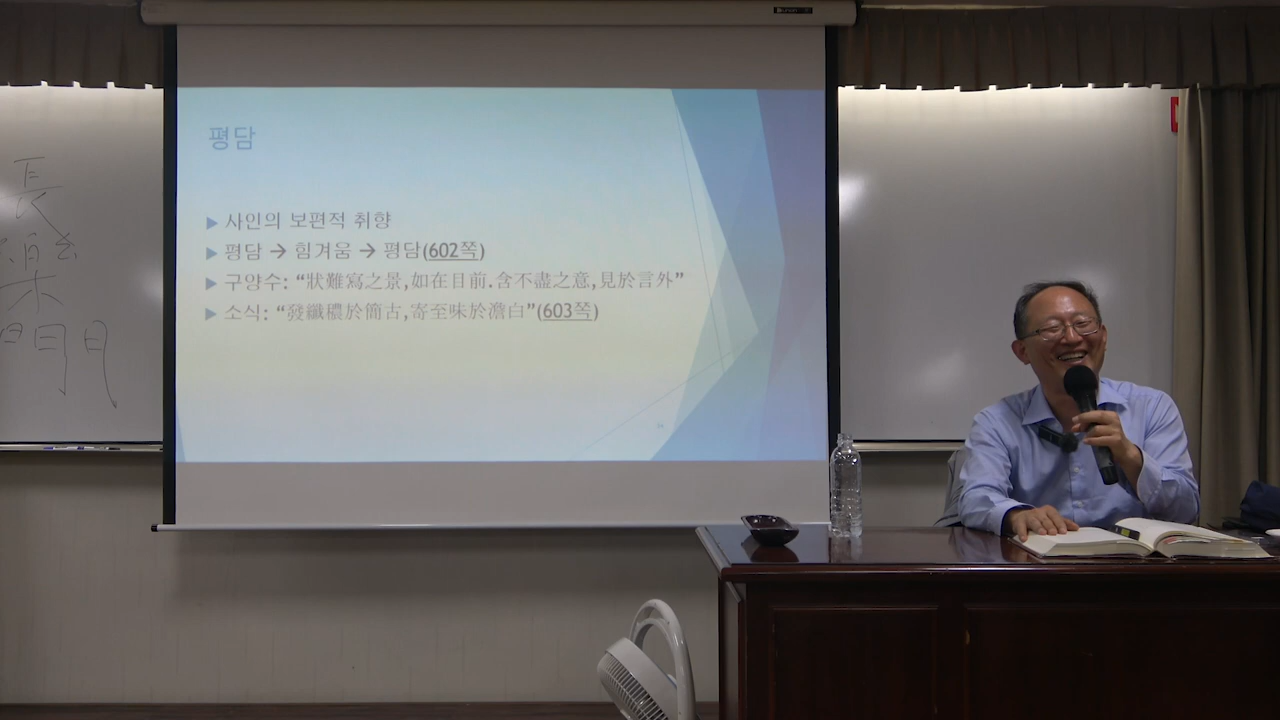 평담
사인의 보편적 취향
평담 → 힘겨움 → 평담(602쪽)
구양수: “狀難寫之景,如在目前.含不盡之意,見於言外”
소식: “發纖穠於簡古,寄至味於澹白”(603쪽)
長
樂
門